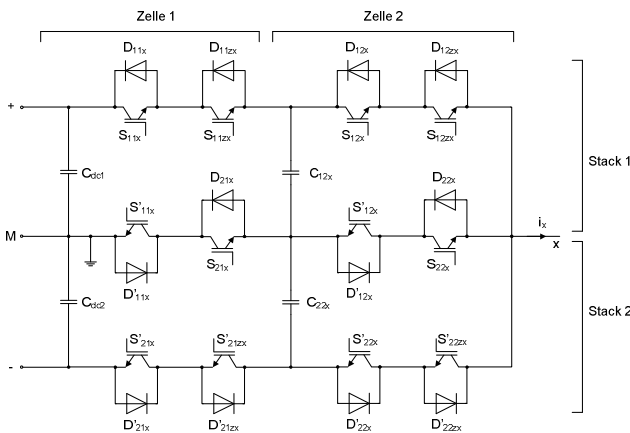 Zelle 1 Zelle 2
D11x D11zx D12x D12zx
+
S11x S11zx S12x S12zx
Stack 1
Cdc1 C12x
D21x D22x
S'11x S'12x
ix
M x
S21x S22x
D'11x D'12x
Cdc2 C22x
Stack 2
S'21x S'21zx S'22x S'22zx
-
D'21x D'21zx D'22x D'22zx